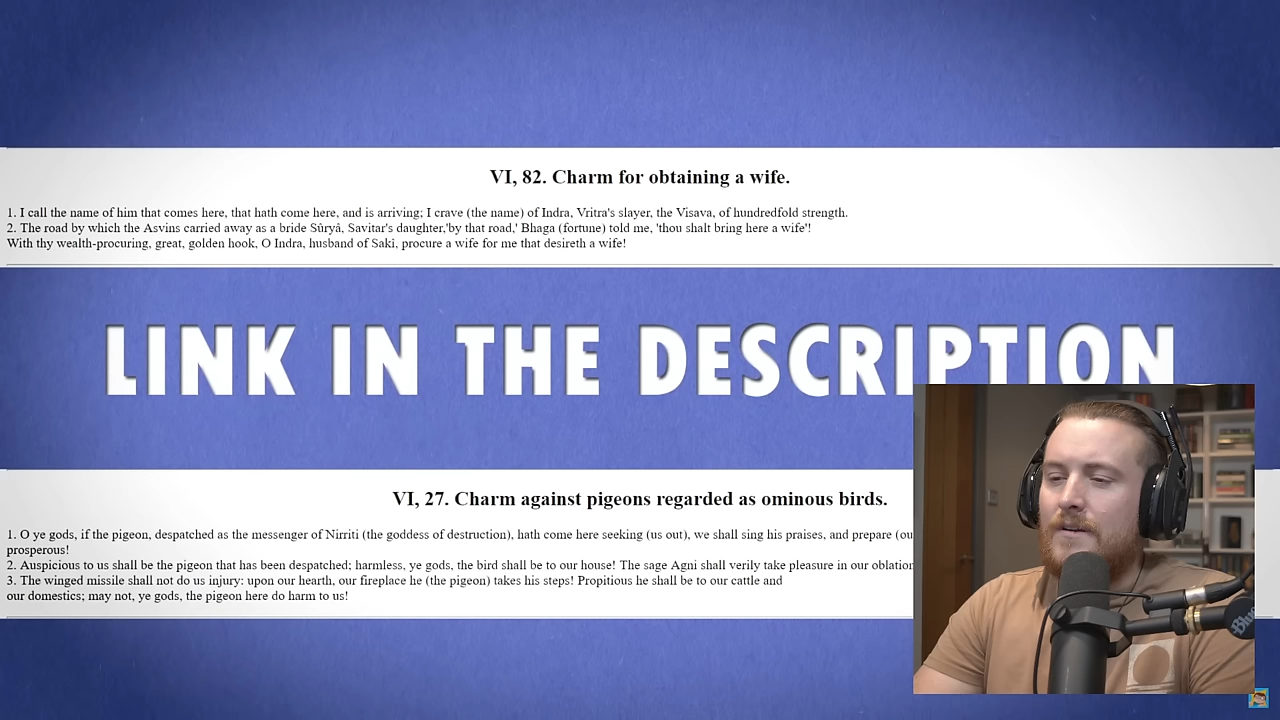 VI, 82. Charm for obtaining a wife.
1. I call the name of him that comes here, that hath come here, and is arriving; I crave (the name) of Indra, Vritra's slayer, the Visava, of hundredfold strength.
2. The road by which the Asvins carried away as a bride Sûryâ, Savitar's daughter,'by that road,' Bhaga (fortune) told me, 'thou shalt bring here a wife'!
With thy wealth-procuring, great, golden hook, O Indra, husband of Saki, procure a wife for me that desireth a wife!
LINK IN THE DESCRIPTION
VI, 27. Charm against pigeons regarded as ominous birds.
1. O ye gods, if the pigeon, despatched as the messenger of Nirriti (the goddess of destruction), hath come here seeking (us out), we shall sing his praises, and prepare (ou
prosperous!
2. Auspicious to us shall be the pigeon that has been despatched; harmless, ye gods, the bird shall be to our house! The sage Agni shall verily take pleasure in our oblation
3. The winged missile shall not do us injury: upon our hearth, our fireplace he (the pigeon) takes his steps! Propitious he shall be to our cattle and
our domestics; may not, ye gods, the pigeon here do harm to us!
Blue